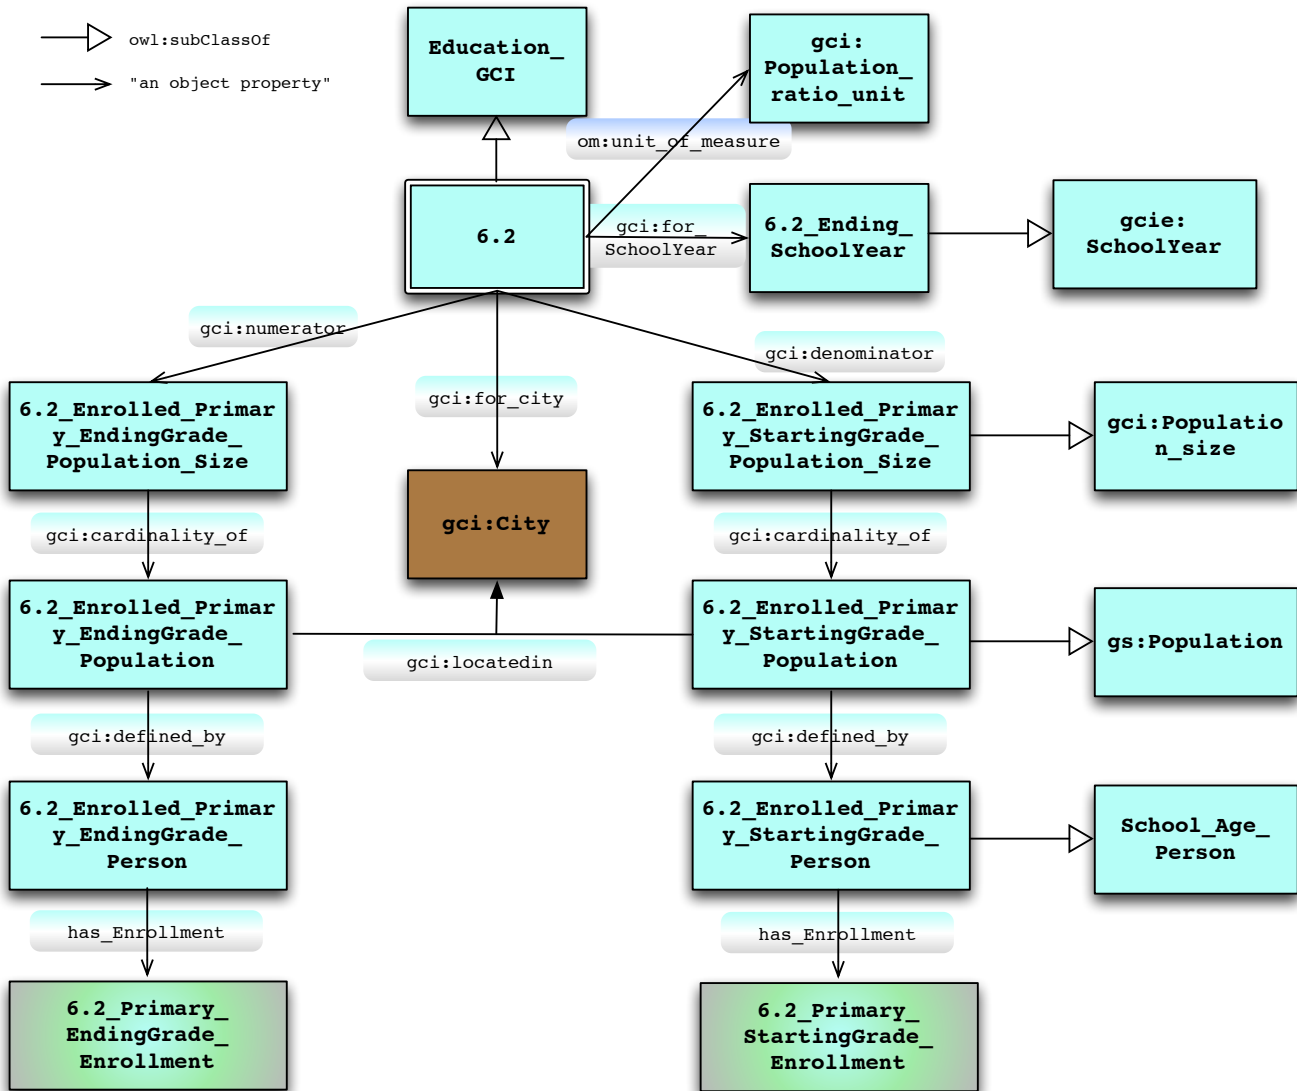 owl:subClassOf
"an object property"
Education_
GCI
gci:
Population_
ratio_unit
om:unit_of_measure
6.2
gci:for_
SchoolYear
6.2_Ending_
SchoolYear
gcie:
SchoolYear
gci:numerator
gci:denominator
gci:for_city
6.2_Enrolled_Primar
y_EndingGrade_
Population_Size
6.2_Enrolled_Primar
y_StartingGrade_
Population_Size
gci:Populatio
n_size
gci:City
gci:cardinality_of
gci:cardinality_of
6.2_Enrolled_Primar
y_EndingGrade_
Population
gci:locatedin
6.2_Enrolled_Primar
y_StartingGrade_
Population
gs:Population
gci:defined_by
gci:defined_by
6.2_Enrolled_Primar
y_EndingGrade_
Person
6.2_Enrolled_Primar
y_StartingGrade_
Person
School_Age_
Person
has_Enrollment
has_Enrollment
6.2_Primary_
EndingGrade_
Enrollment
6.2_Primary_
StartingGrade_
Enrollment